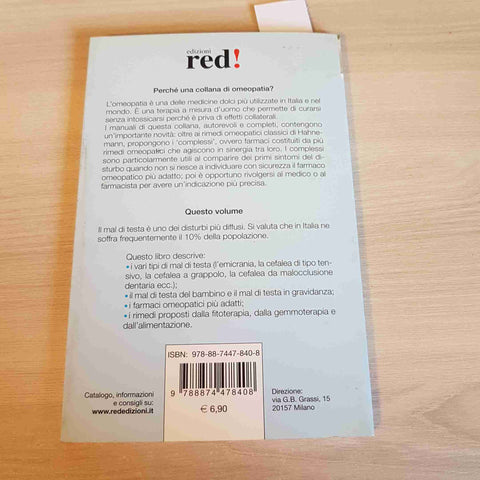 edizioni
red!
Perché una collana di omeopatia?
L'omeopatia è una delle medicine dolci più utilizzate in Italia e nel
mondo. È una terapia a misura d'uomo che permette di curarsi
senza intossicarsi perché è priva di effetti collaterali.
I manuali di questa collana, autorevoli e completi, contengono
un'importante novità: oltre ai rimedi omeopatici classici di Hahne-
mann, propongono i 'complessi', ovvero farmaci costituiti da più
rimedi omeopatici che agiscono in sinergia tra loro. I complessi
sono particolarmente utili al comparire dei primi sintomi del di-
sturbo quando non si riesce a individuare con sicurezza il farmaco
omeopatico più adatto; poi è opportuno rivolgersi al medico o al
farmacista per avere un'indicazione più precisa.
Questo volume
Il mal di testa è uno dei disturbi più diffusi. Si valuta che in Italia ne
soffra frequentemente il 10% della popolazione.
Questo libro descrive:
• i vari tipi di mal di testa (l'emicrania, la cefalea di tipo ten-
sivo, la cefalea a grappolo, la cefalea da malocclusione
dentaria ecc.);
• il mal di testa del bambino e il mal di testa in gravidanza;
• i farmaci omeopatici più adatti;
• i rimedi proposti dalla fitoterapia, dalla gemmoterapia e
dall'alimentazione.
ISBN: 978-88-7447-840-8
9 788874 478408
€ 6,90
Catalogo, informazioni
e consigli su:
www.rededizioni.it
Direzione:
via G.B. Grassi, 15
20157 Milano